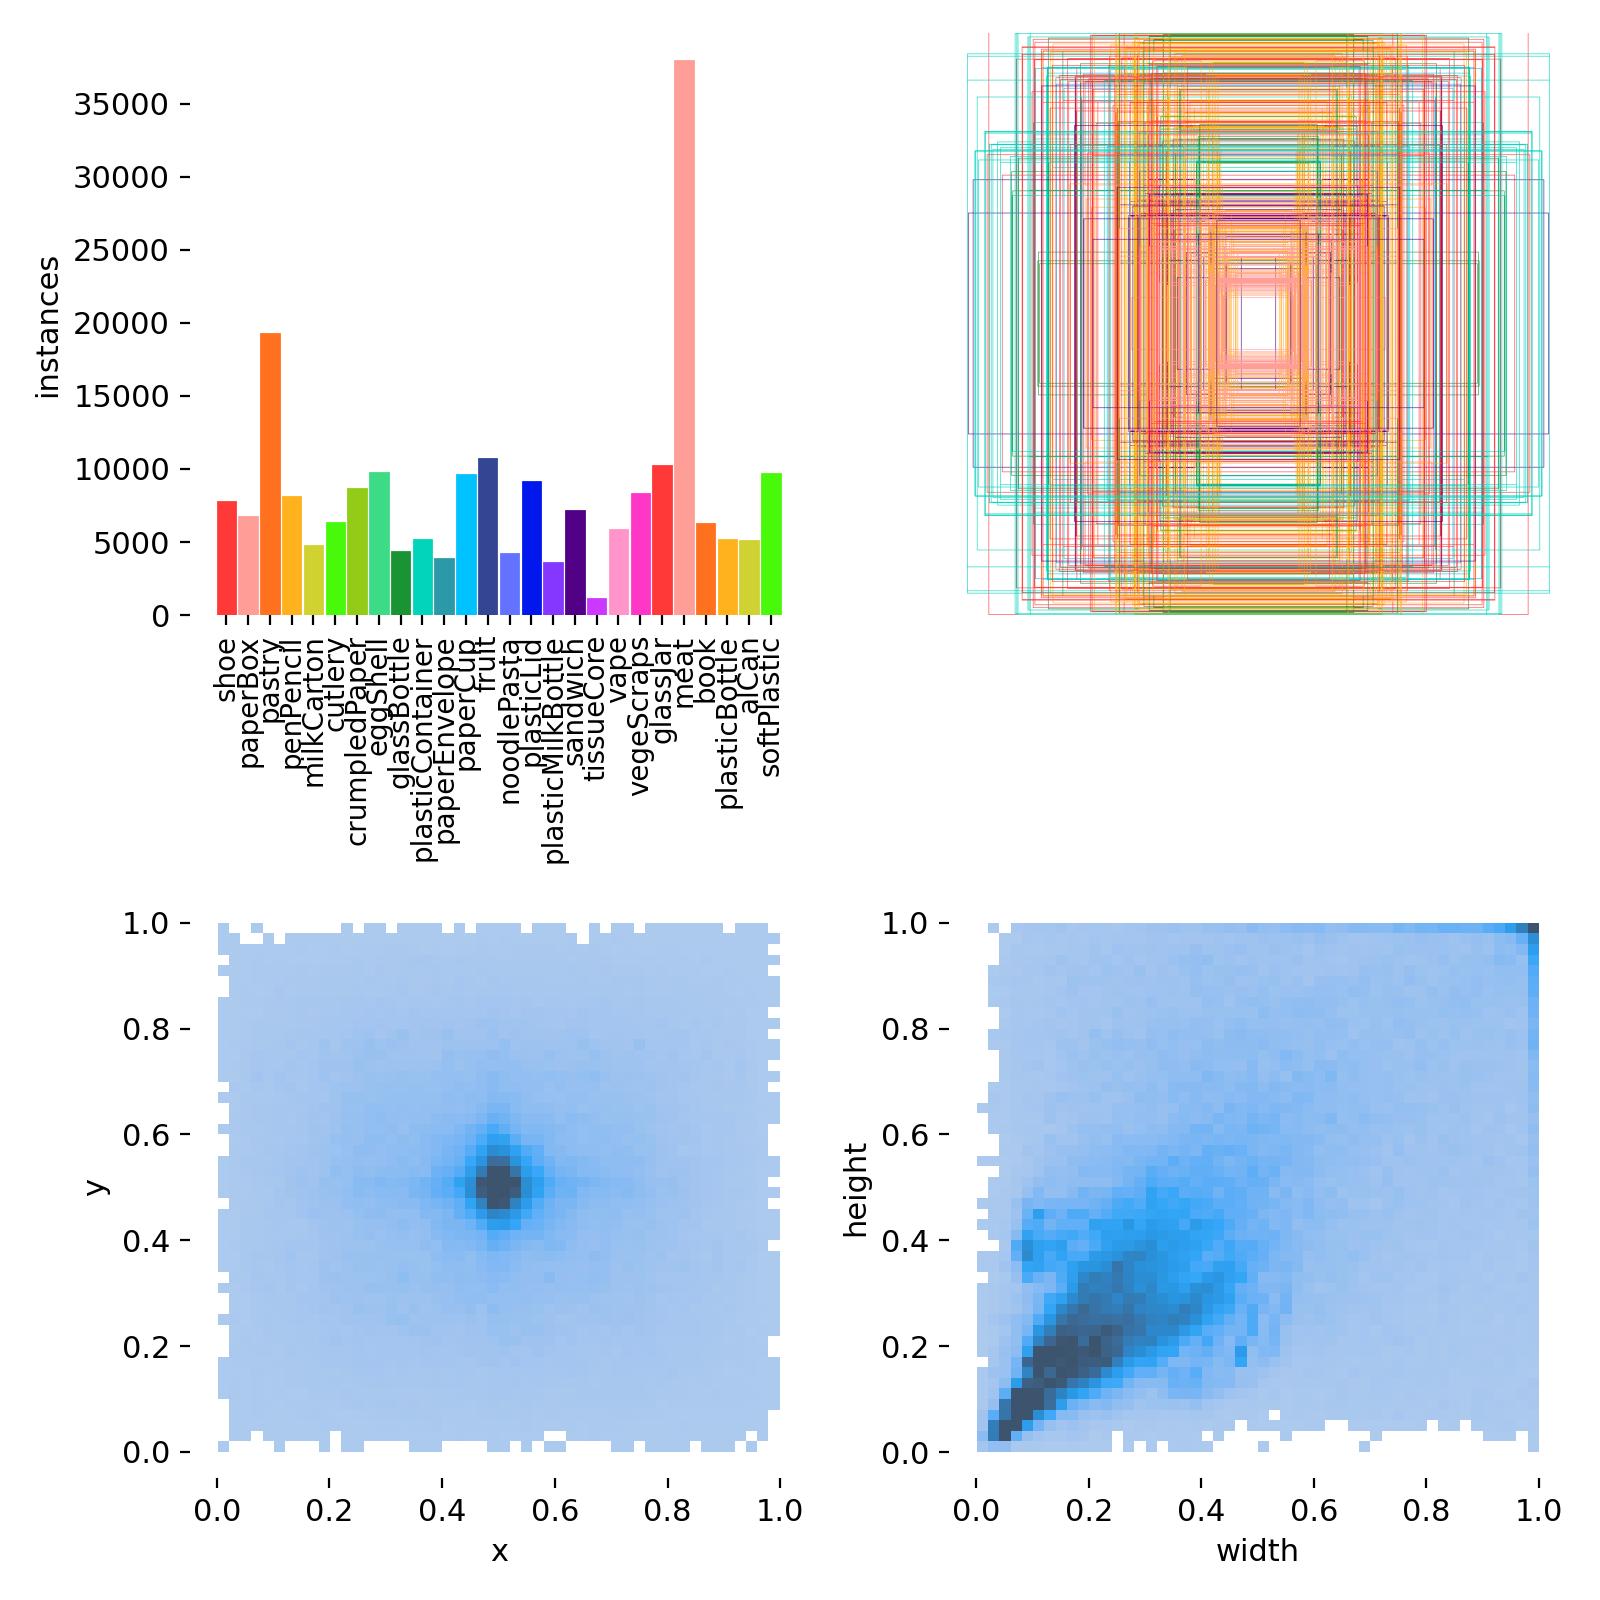 35000
30000
25000
20000
15000
10000
5000
0
instances
shoe
paperBox
pastry
penPencil
milkCarton
cutlery
crumpledPaper
eggShell
glassBottle
plasticContainer
paperEnvelope
paperCup
fruit
noodlePasta
plasticLid
plasticMilkBottle
sandwich
tissueCore
vape
vegeScraps
glassJar
meat
book
plasticBottle
alCan
softPlastic
1.0
0.8
0.6
0.4
0.2
0.0
y
0.0 0.2 0.4 0.6 0.8 1.0
x
1.0
0.8
0.6
0.4
0.2
0.0
height
0.0 0.2 0.4 0.6 0.8 1.0
width